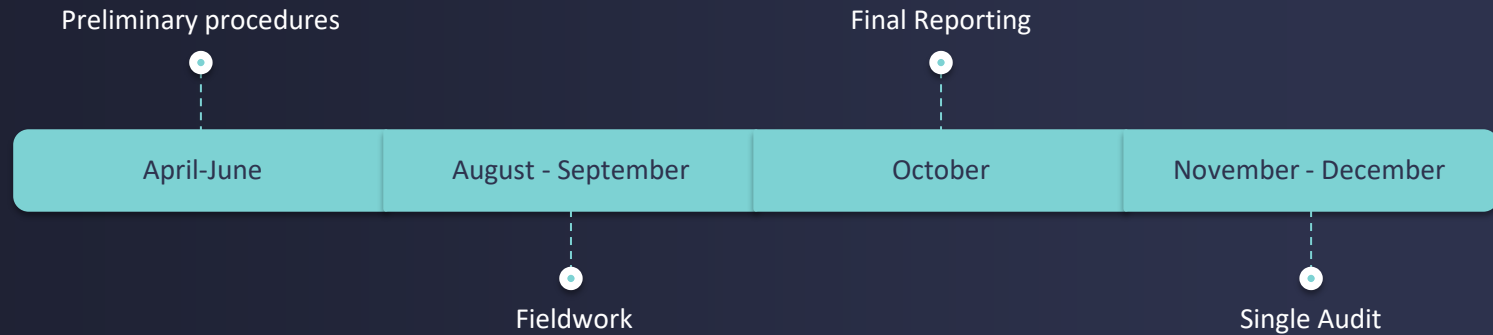 Preliminary procedures
Final Reporting
April-June
August - September
October
November - December
Fieldwork
Single Audit